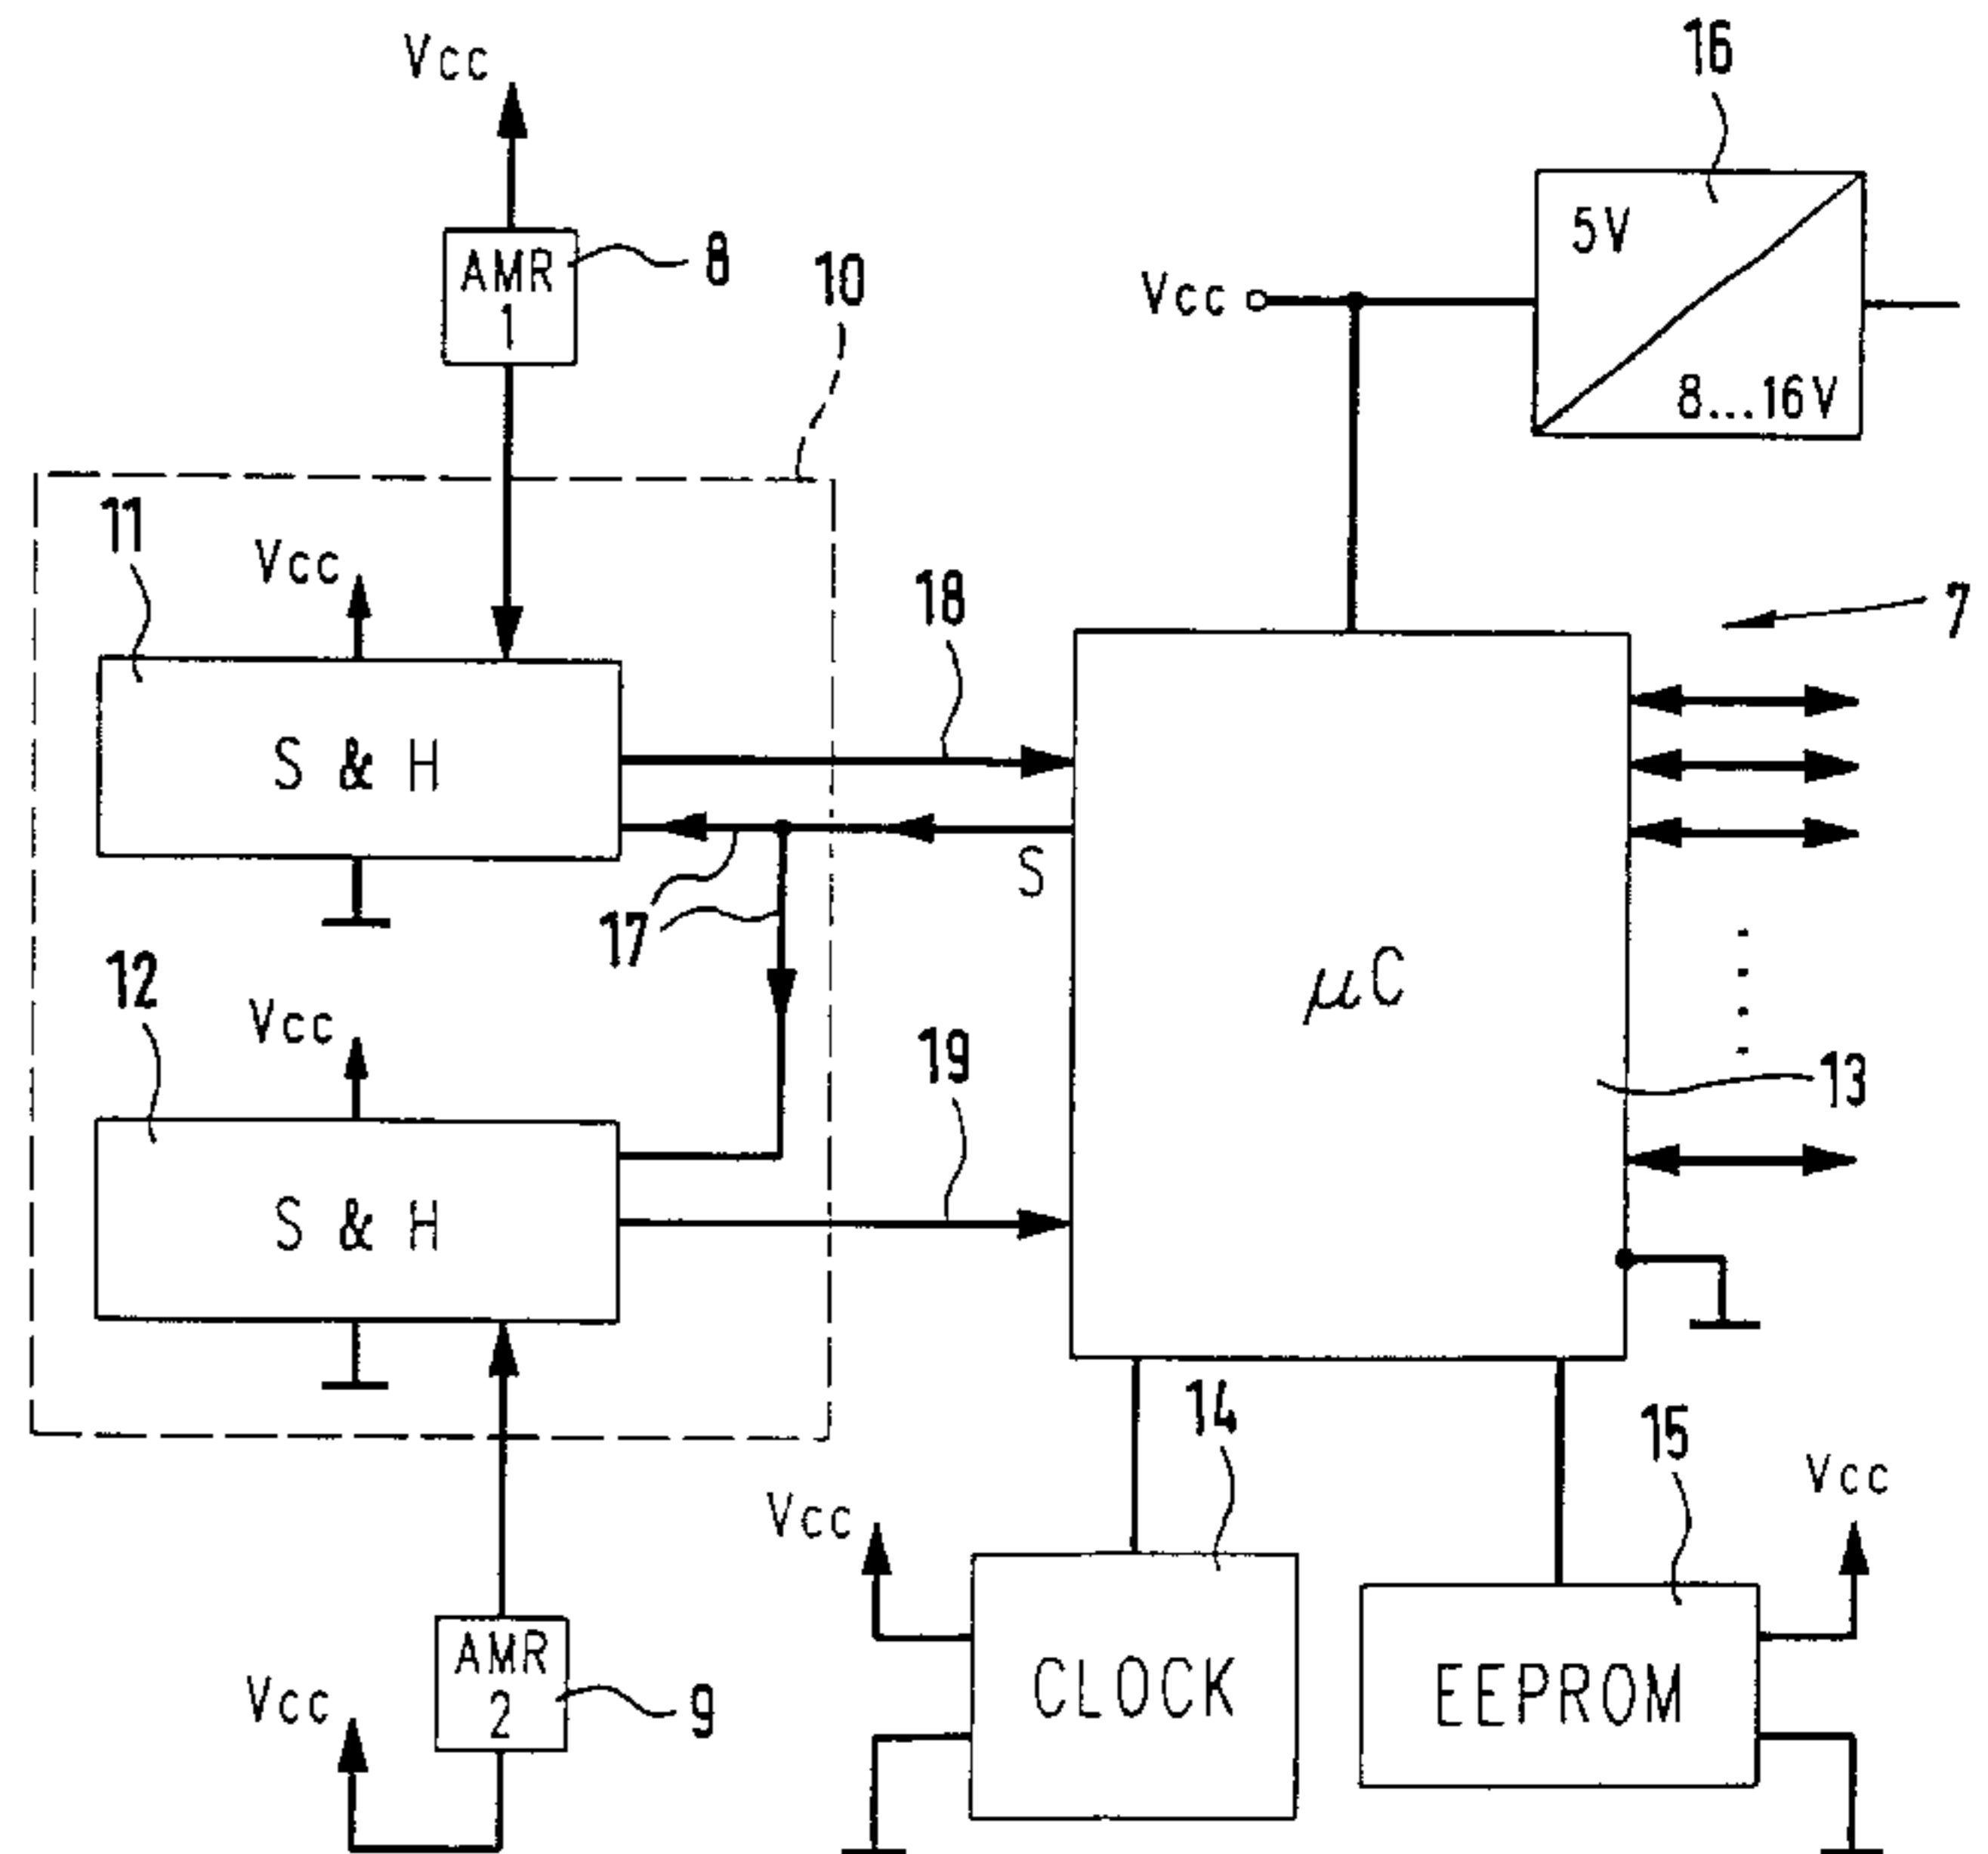 16
Vcc
5V
8...16V
AMR
1
8
10
Vcc
11
Vcc
18
7
S & H
S
17
µC
12
Vcc
19
13
S & H
14
15
Vcc
Vcc
AMR
2
9
Vcc
CLOCK
EEPROM